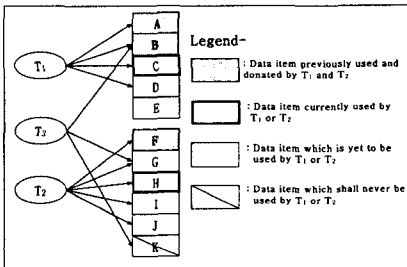 A
B
C
D
E
F
G
H
I
J
K
T₁
T₃
T₂
Legend-
: Data item previously used and
donated by T₁ and T₂
: Data item currently used by
T₁ or T₂
: Data item which is yet to be
used by T₁ or T₂
: Data item which shall never be
used by T₁ or T₂